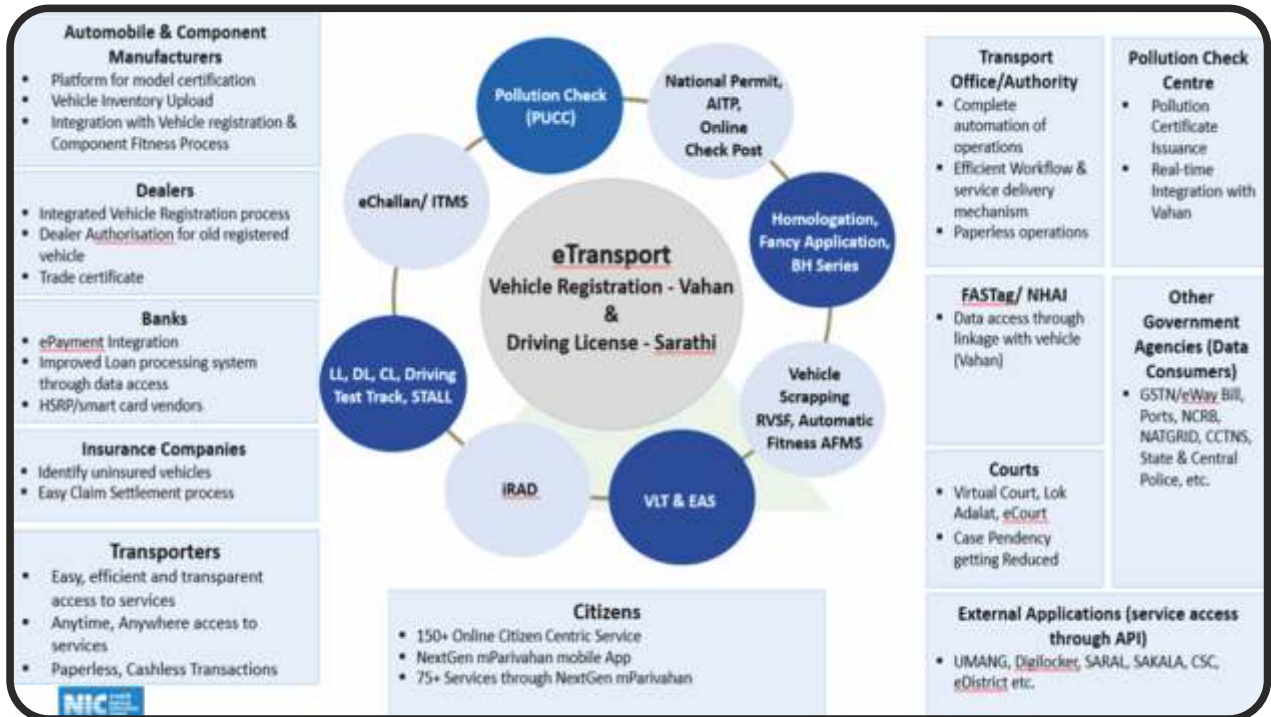 Automobile & Component
Manufacturers
▪ Platform for model certification
▪ Vehicle Inventory Upload
▪ Integration with Vehicle registration &
Component Fitness Process
Dealers
▪ Integrated Vehicle Registration process
▪ Dealer Authorisation for old registered
vehicle
▪ Trade certificate
Banks
▪ ePayment Integration
▪ Improved Loan processing system
through data access
▪ HSRP/smart card vendors
Insurance Companies
▪ Identify uninsured vehicles
▪ Easy Claim Settlement process
Transporters
▪ Easy, efficient and transparent
access to services
▪ Anytime, Anywhere access to
services
▪ Paperless, Cashless Transactions
NIC
Pollution Check
(PUCC)
National Permit,
AITP,
Online
Check Post
eChallan/ ITMS
Homologation,
Fancy Application,
BH Series
eTransport
Vehicle Registration - Vahan
&
Driving License - Sarathi
LL, DL, CL, Driving
Test Track, STALL
Vehicle
Scrapping
RVSF, Automatic
Fitness AFMS
iRAD
VLT & EAS
Citizens
▪ 150+ Online Citizen Centric Service
▪ NextGen mParivahan mobile App
▪ 75+ Services through NextGen mParivahan
Transport
Office/Authority
▪ Complete
automation of
operations
▪ Efficient Workflow &
service delivery
mechanism
▪ Paperless operations
Pollution Check
Centre
▪ Pollution
Certificate
Issuance
▪ Real-time
Integration with
Vahan
FASTag/ NHAI
▪ Data access through
linkage with vehicle
(Vahan)
Other
Government
Agencies (Data
Consumers)
▪ GSTN/eWay Bill,
Ports, NCRB,
NATGRID, CCTNS,
State & Central
Police, etc.
Courts
▪ Virtual Court, Lok
Adalat, eCourt
▪ Case Pendency
getting Reduced
External Applications (service access
through API)
▪ UMANG, Digilocker, SARAL, SAKALA, CSC,
eDistrict etc.